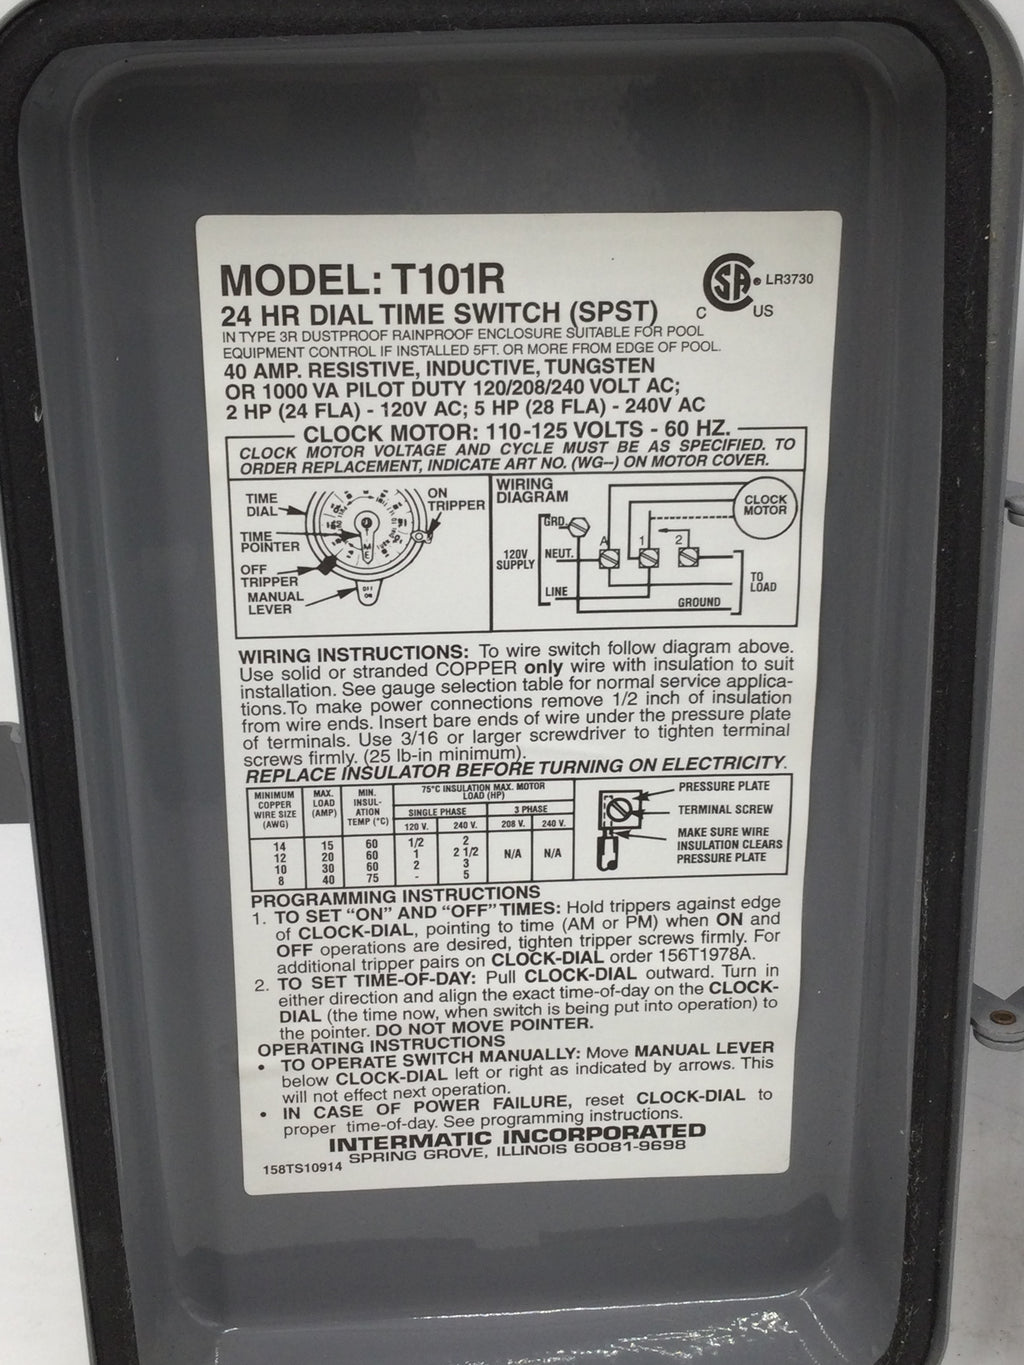 MODEL: T101R
24 HR DIAL TIME SWITCH (SPST)
CSA ® LR3730
C US
IN TYPE 3R DUSTPROOF RAINPROOF ENCLOSURE SUITABLE FOR POOL
EQUIPMENT CONTROL IF INSTALLED 5FT. OR MORE FROM EDGE OF POOL.
40 AMP. RESISTIVE, INDUCTIVE, TUNGSTEN
OR 1000 VA PILOT DUTY 120/208/240 VOLT AC;
2 HP (24 FLA) - 120V AC; 5 HP (28 FLA) - 240V AC
CLOCK MOTOR: 110-125 VOLTS - 60 HZ.
CLOCK MOTOR VOLTAGE AND CYCLE MUST BE AS SPECIFIED. TO
ORDER REPLACEMENT, INDICATE ART NO. (WG--) ON MOTOR COVER.
TIME
DIAL
TIME
POINTER
OFF
TRIPPER
MANUAL
LEVER
ON
TRIPPER
OFF
ON
WIRING
DIAGRAM
CLOCK
MOTOR
GRD.
A 1 2
120V
SUPPLY
NEUT.
LINE
TO
LOAD
GROUND
WIRING INSTRUCTIONS: To wire switch follow diagram above.
Use solid or stranded COPPER only wire with insulation to suit
installation. See gauge selection table for normal service applica-
tions.To make power connections remove 1/2 inch of insulation
from wire ends. Insert bare ends of wire under the pressure plate
of terminals. Use 3/16 or larger screwdriver to tighten terminal
screws firmly. (25 lb-in minimum).
REPLACE INSULATOR BEFORE TURNING ON ELECTRICITY.
MINIMUM
COPPER
WIRE SIZE
(AWG)
MAX.
LOAD
(AMP)
MIN.
INSUL-
ATION
TEMP (°C)
75°C INSULATION MAX. MOTOR
LOAD (HP)
SINGLE PHASE 3 PHASE
120 V. 240 V. 208 V. 240 V.
14 15 60 1/2 2
12 20 60 1 2 1/2 N/A N/A
10 30 60 2 3
8 40 75 - 5
PRESSURE PLATE
TERMINAL SCREW
MAKE SURE WIRE
INSULATION CLEARS
PRESSURE PLATE
PROGRAMMING INSTRUCTIONS
1. TO SET "ON" AND "OFF" TIMES: Hold trippers against edge
of CLOCK-DIAL, pointing to time (AM or PM) when ON and
OFF operations are desired, tighten tripper screws firmly. For
additional tripper pairs on CLOCK-DIAL order 156T1978A.
2. TO SET TIME-OF-DAY: Pull CLOCK-DIAL outward. Turn in
either direction and align the exact time-of-day on the CLOCK-
DIAL (the time now, when switch is being put into operation) to
the pointer. DO NOT MOVE POINTER.
OPERATING INSTRUCTIONS
• TO OPERATE SWITCH MANUALLY: Move MANUAL LEVER
below CLOCK-DIAL left or right as indicated by arrows. This
will not effect next operation.
• IN CASE OF POWER FAILURE, reset CLOCK-DIAL to
proper time-of-day. See programming instructions.
INTERMATIC INCORPORATED
SPRING GROVE, ILLINOIS 60081-9698
158TS10914